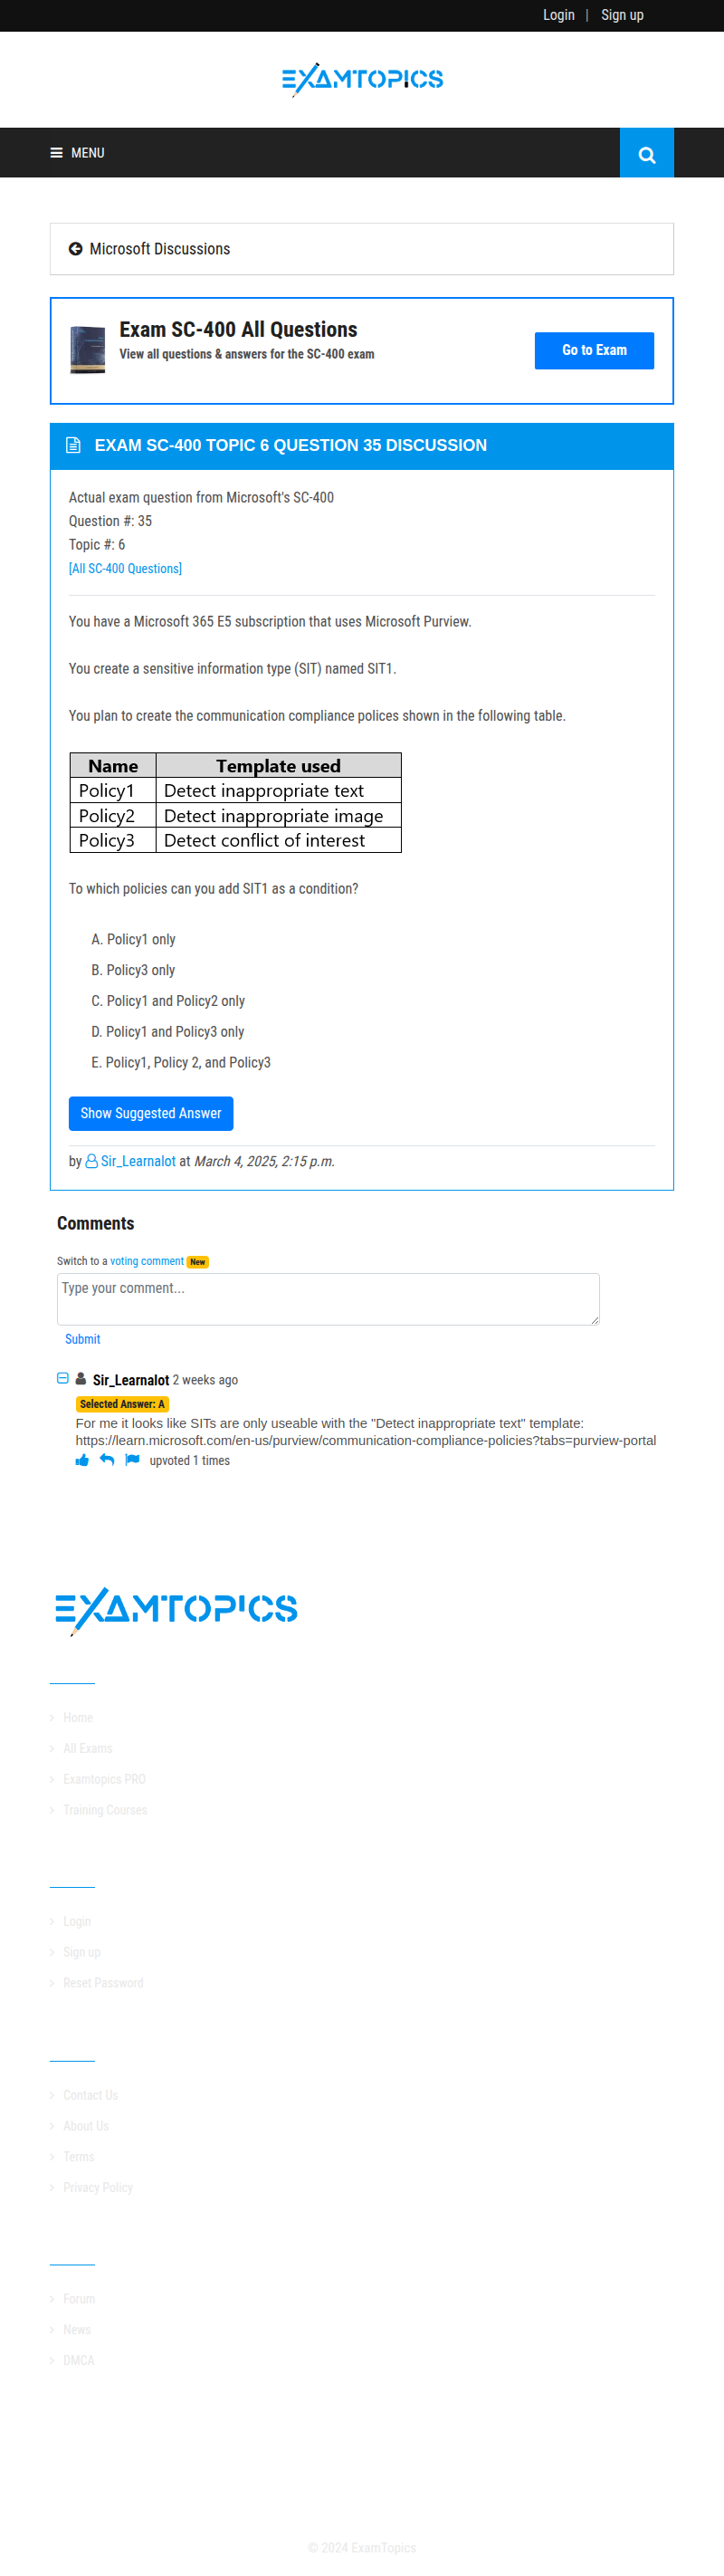 Login | Sign up
EXAMTOPICS
MENU
Microsoft Discussions
Exam SC-400 All Questions
View all questions & answers for the SC-400 exam
Go to Exam
EXAM SC-400 TOPIC 6 QUESTION 35 DISCUSSION
Actual exam question from Microsoft's SC-400
Question #: 35
Topic #: 6
[All SC-400 Questions]
You have a Microsoft 365 E5 subscription that uses Microsoft Purview.
You create a sensitive information type (SIT) named SIT1.
You plan to create the communication compliance polices shown in the following table.
Name Template used
Policy1 Detect inappropriate text
Policy2 Detect inappropriate image
Policy3 Detect conflict of interest
To which policies can you add SIT1 as a condition?
A. Policy1 only
B. Policy3 only
C. Policy1 and Policy2 only
D. Policy1 and Policy3 only
E. Policy1, Policy 2, and Policy3
Show Suggested Answer
by Sir_Learnalot at March 4, 2025, 2:15 p.m.
Comments
Switch to a voting comment New
Type your comment...
Submit
Sir_Learnalot 2 weeks ago
Selected Answer: A
For me it looks like SITs are only useable with the "Detect inappropriate text" template:
https://learn.microsoft.com/en-us/purview/communication-compliance-policies?tabs=purview-portal
upvoted 1 times
EXAMTOPICS
Home
All Exams
Examtopics PRO
Training Courses
Login
Sign up
Reset Password
Contact Us
About Us
Terms
Privacy Policy
Forum
News
DMCA
© 2024 ExamTopics